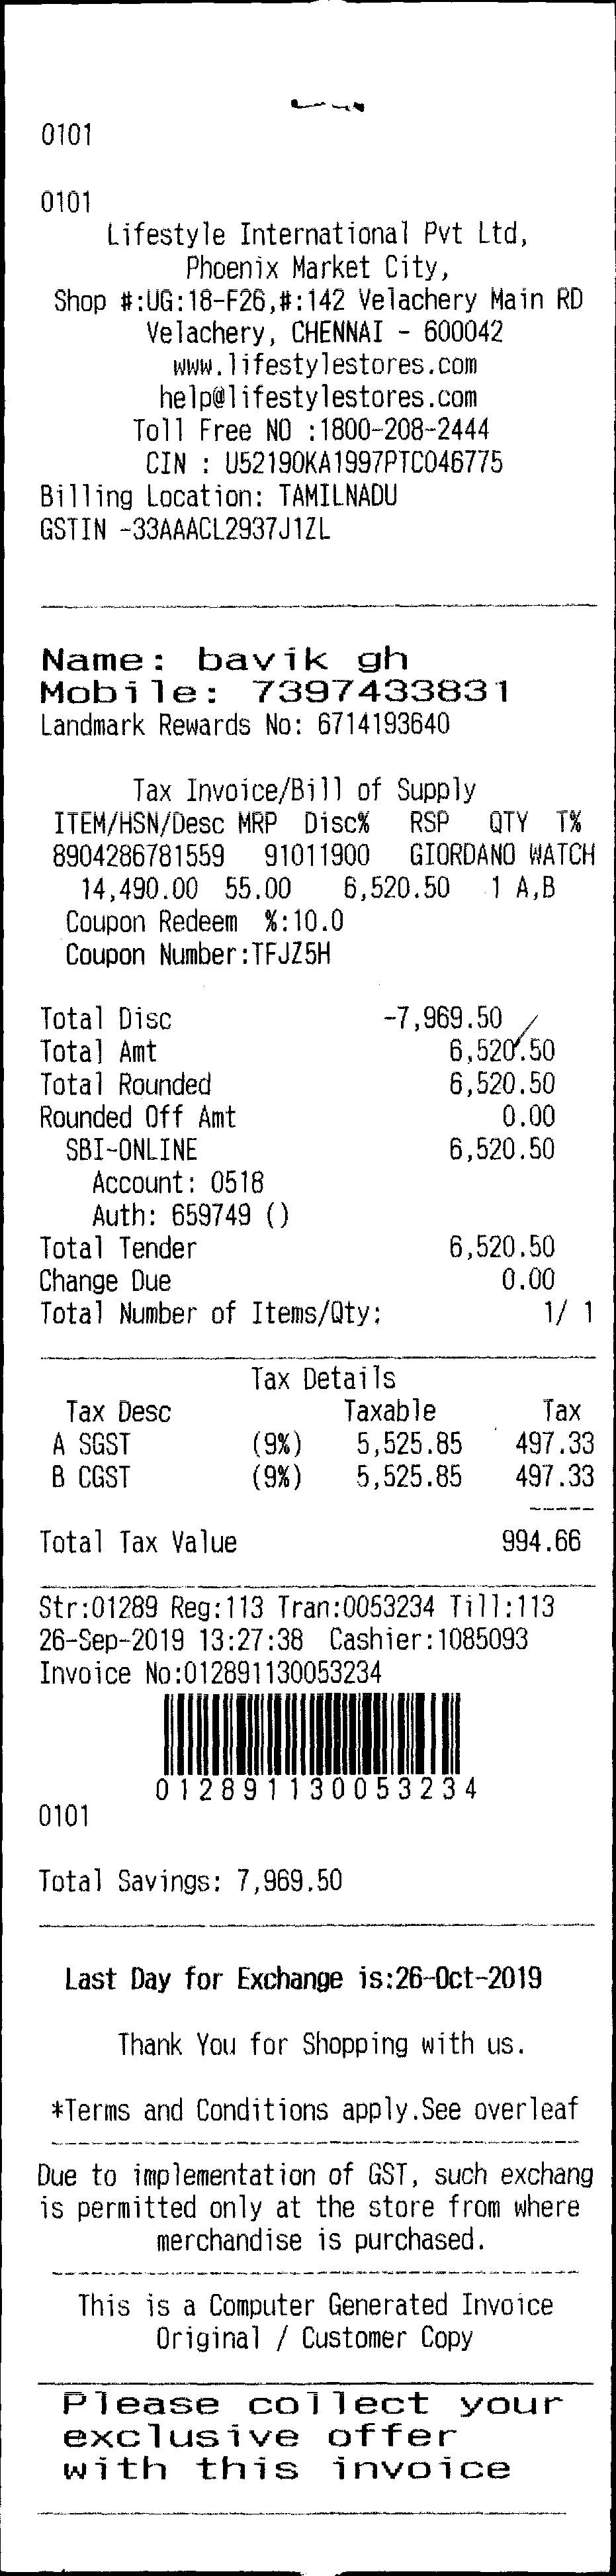 0101
0101
Lifestyle International Pvt Ltd,
Phoenix Market City,
Shop #:UG:18-F26,#:142 Velachery Main RD
Velachery, CHENNAI - 600042
www.lifestylestores.com
help@lifestylestores.com
Toll Free NO :1800-208-2444
CIN : U52190KA1997PTC046775
Billing Location: TAMILNADU
GSTIN -33AAACL2937J1ZL
Name: bavik gh
Mobile: 7397433831
Landmark Rewards No: 6714193640
Tax Invoice/Bill of Supply
ITEM/HSN/Desc MRP Disc% RSP QTY T%
8904286781559 91011900 GIORDANO WATCH
14,490.00 55.00 6,520.50 1 A,B
Coupon Redeem %:10.0
Coupon Number:TFJZ5H
Total Disc -7,969.50
Total Amt 6,520.50
Total Rounded 6,520.50
Rounded Off Amt 0.00
SBI-ONLINE 6,520.50
Account: 0518
Auth: 659749 ()
Total Tender 6,520.50
Change Due 0.00
Total Number of Items/Qty: 1/ 1
Tax Details
Tax Desc Taxable Tax
A SGST (9%) 5,525.85 497.33
B CGST (9%) 5,525.85 497.33
Total Tax Value 994.66
Str:01289 Reg:113 Tran:0053234 Till:113
26-Sep-2019 13:27:38 Cashier:1085093
Invoice No:012891130053234
012891130053234
0101
Total Savings: 7,969.50
Last Day for Exchange is:26-Oct-2019
Thank You for Shopping with us.
*Terms and Conditions apply.See overleaf
Due to implementation of GST, such exchang
is permitted only at the store from where
merchandise is purchased.
This is a Computer Generated Invoice
Original / Customer Copy
Please collect your
exclusive offer
with this invoice